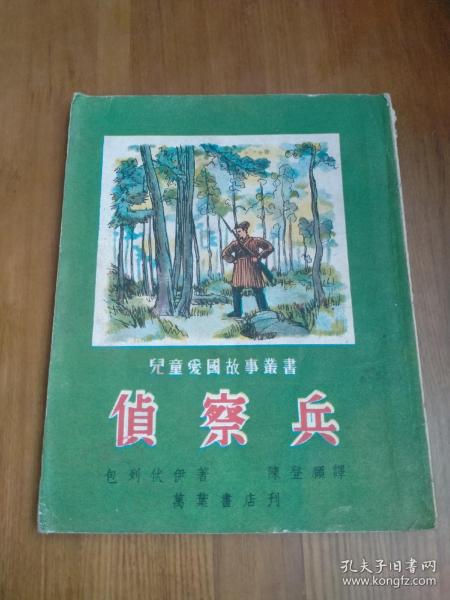 兒童愛國故事叢書
偵察兵
包列伏伊著 陳登頤譯
萬葉書店刊
孔夫子旧书网
www.kongfz.com